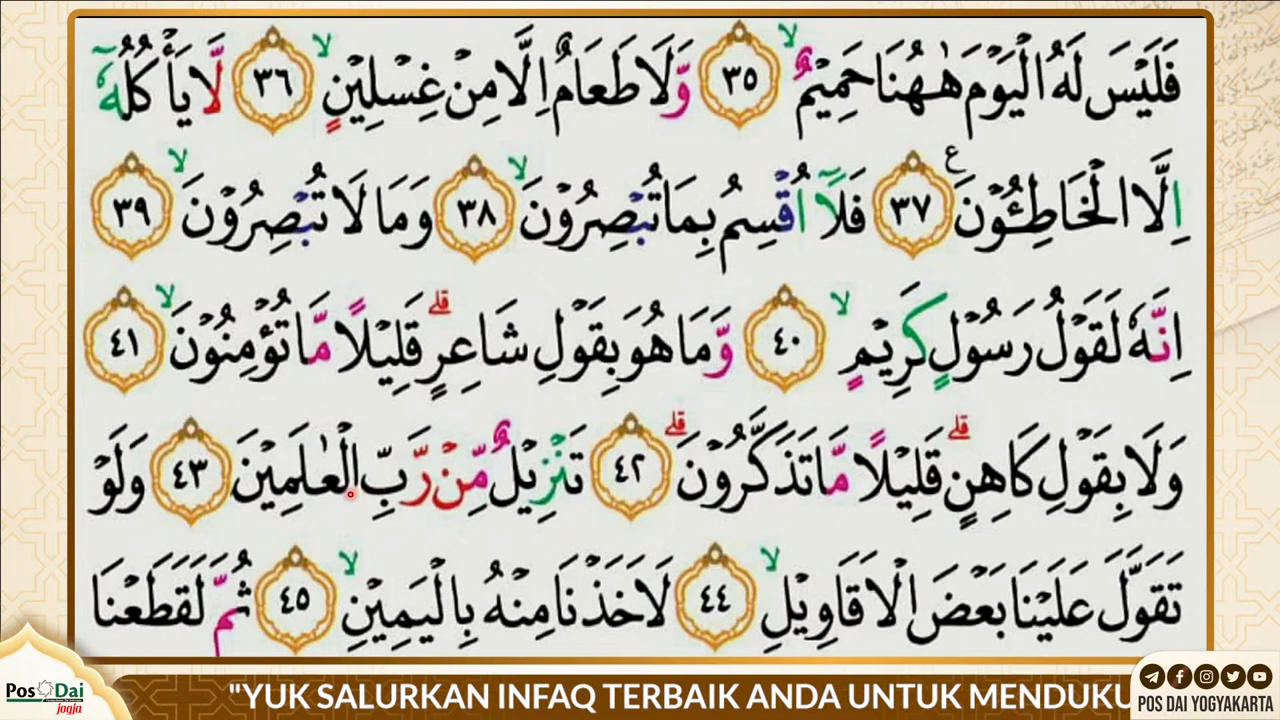 فَلَيْسَ لَهُ الْيَوْمَ هٰهُنَا حَمِيْمٌۙ ٣٥ وَّلَا طَعَامٌ اِلَّا مِنْ غِسْلِيْنٍۙ ٣٦ لَّا يَأْكُلُهٗٓ
اِلَّا الْخَاطِـُٔوْنَ ࣖ ٣٧ فَلَآ اُقْسِمُ بِمَا تُبْصِرُوْنَۙ ٣٨ وَمَا لَا تُبْصِرُوْنَۙ ٣٩
اِنَّهٗ لَقَوْلُ رَسُوْلٍ كَرِيْمٍۙ ٤٠ وَّمَا هُوَ بِقَوْلِ شَاعِرٍۗ قَلِيْلًا مَّا تُؤْمِنُوْنَۙ ٤١
وَلَا بِقَوْلِ كَاهِنٍۗ قَلِيْلًا مَّا تَذَكَّرُوْنَۗ ٤٢ تَنْزِيْلٌ مِّنْ رَّبِّ الْعٰلَمِيْنَ ٤٣ وَلَوْ
تَقَوَّلَ عَلَيْنَا بَعْضَ الْاَقَاوِيْلِۙ ٤٤ لَاَخَذْنَا مِنْهُ بِالْيَمِيْنِۙ ٤٥ ثُمَّ لَقَطَعْنَا
Pos Dai
jogja
"YUK SALURKAN INFAQ TERBAIK ANDA UNTUK MENDUKU
POS DAI YOGYAKARTA